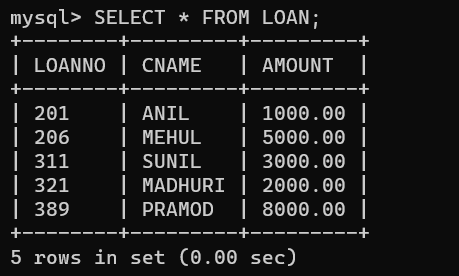 mysql> SELECT * FROM LOAN;
+--------+---------+---------+
| LOANNO | CNAME   | AMOUNT  |
+--------+---------+---------+
| 201    | ANIL    | 1000.00 |
| 206    | MEHUL   | 5000.00 |
| 311    | SUNIL   | 3000.00 |
| 321    | MADHURI | 2000.00 |
| 389    | PRAMOD  | 8000.00 |
+--------+---------+---------+
5 rows in set (0.00 sec)